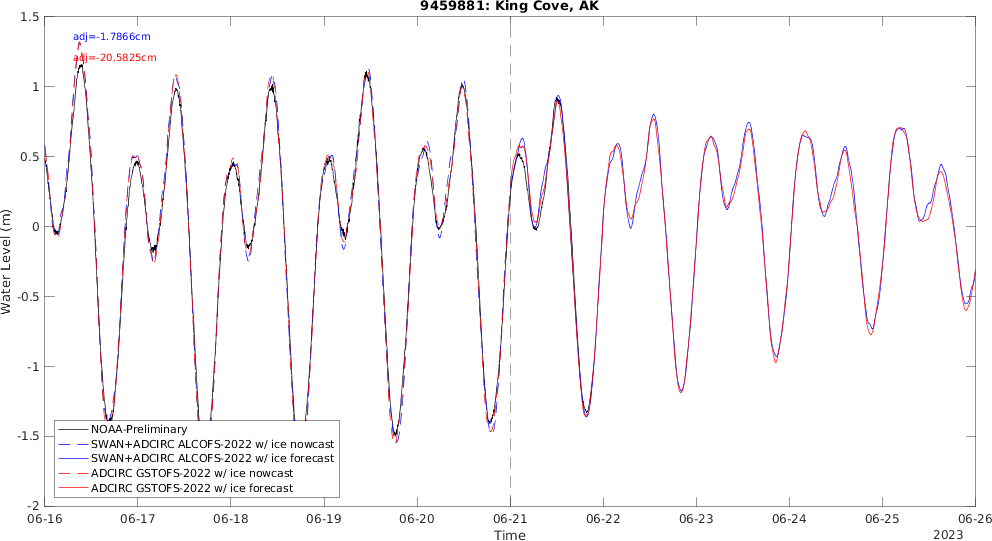 9459881: King Cove, AK
adj=-1.7866cm
adj=-20.5825cm
1.5
1
0.5
0
-0.5
-1
-1.5
-2
Water Level (m)
NOAA-Preliminary
SWAN+ADCIRC ALCOFS-2022 w/ ice nowcast
SWAN+ADCIRC ALCOFS-2022 w/ ice forecast
ADCIRC GSTOFS-2022 w/ ice nowcast
ADCIRC GSTOFS-2022 w/ ice forecast
06-16 06-17 06-18 06-19 06-20 06-21 06-22 06-23 06-24 06-25 06-26
Time
2023